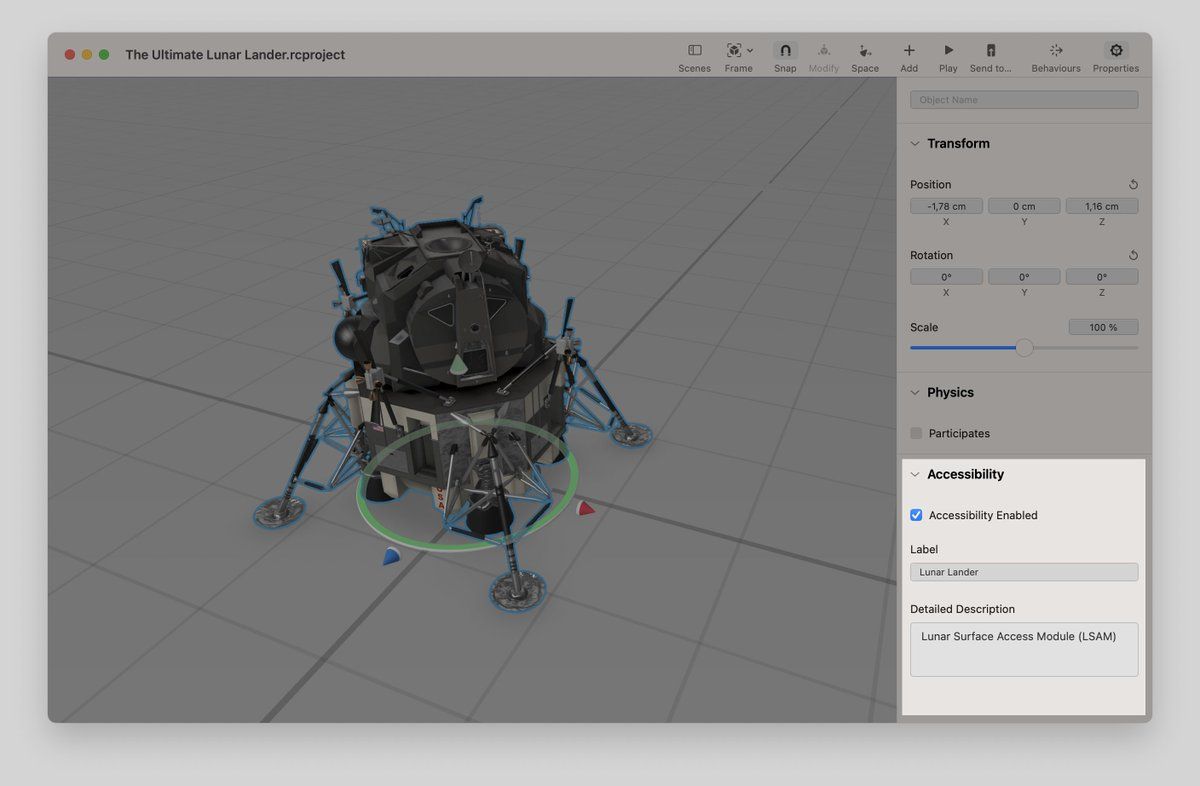 The Ultimate Lunar Lander.rcproject
Scenes Frame Snap Modify Space Add Play Send to... Behaviours Properties
Object Name
Transform
Position
-1,78 cm 0 cm 1,16 cm
X Y Z
Rotation
0° 0° 0°
X Y Z
Scale 100 %
Physics
Participates
Accessibility
Accessibility Enabled
Label
Lunar Lander
Detailed Description
Lunar Surface Access Module (LSAM)
USA